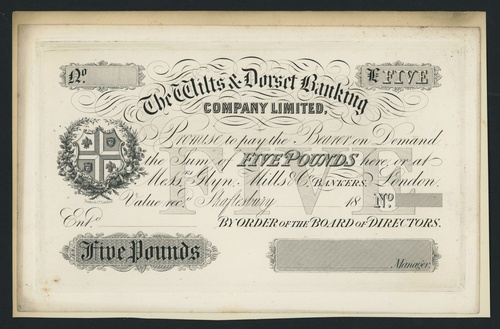 No. £ FIVE
The Wilts & Dorset Banking
COMPANY LIMITED,
Promise to pay the Bearer on Demand
the Sum of FIVE POUNDS here, or at
Messrs. Glyn, Mills & Co. BANKERS, London.
Value recd. Shaftesbury 18 No.
FIVE
Entd. BY ORDER OF THE BOARD OF DIRECTORS.
Five Pounds
Manager.